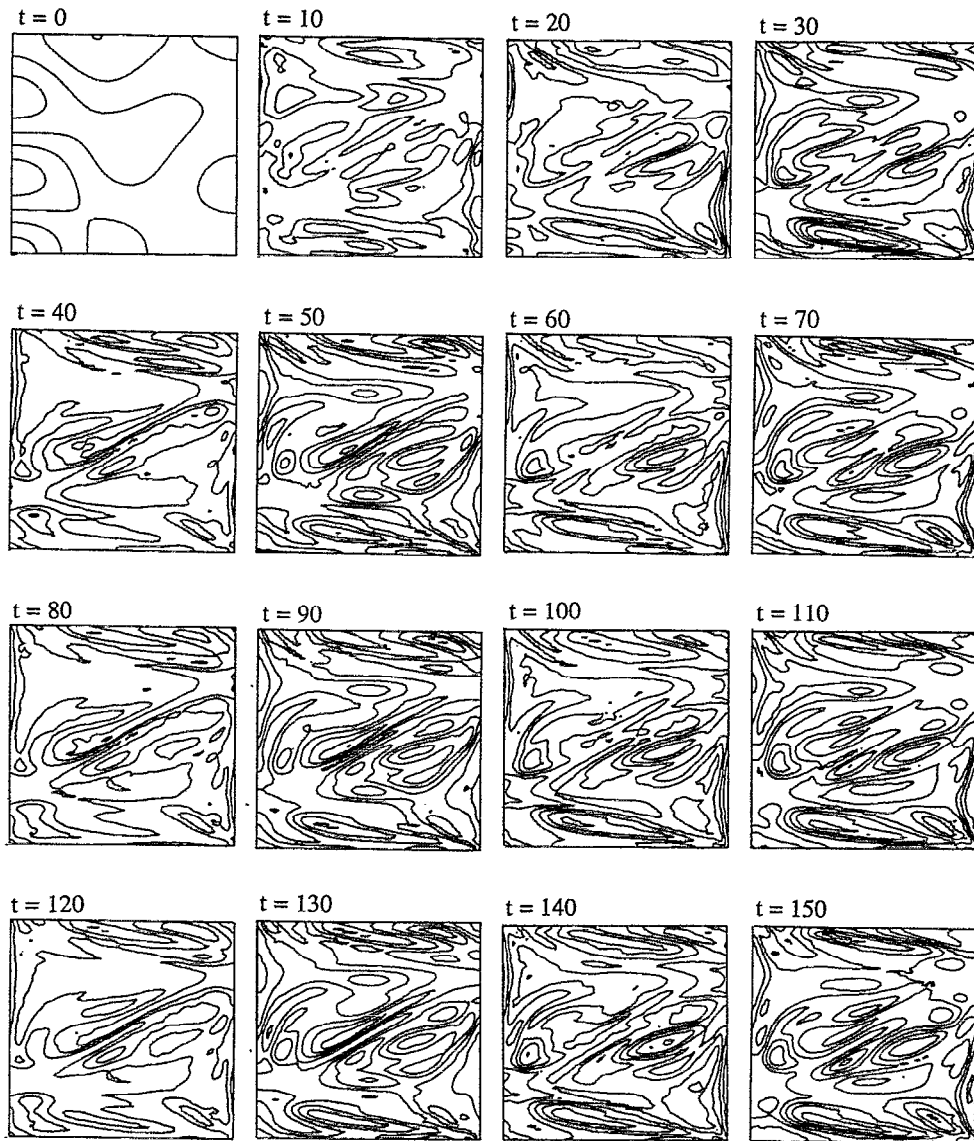 t = 0
t = 10
t = 20
t = 30
t = 40
t = 50
t = 60
t = 70
t = 80
t = 90
t = 100
t = 110
t = 120
t = 130
t = 140
t = 150